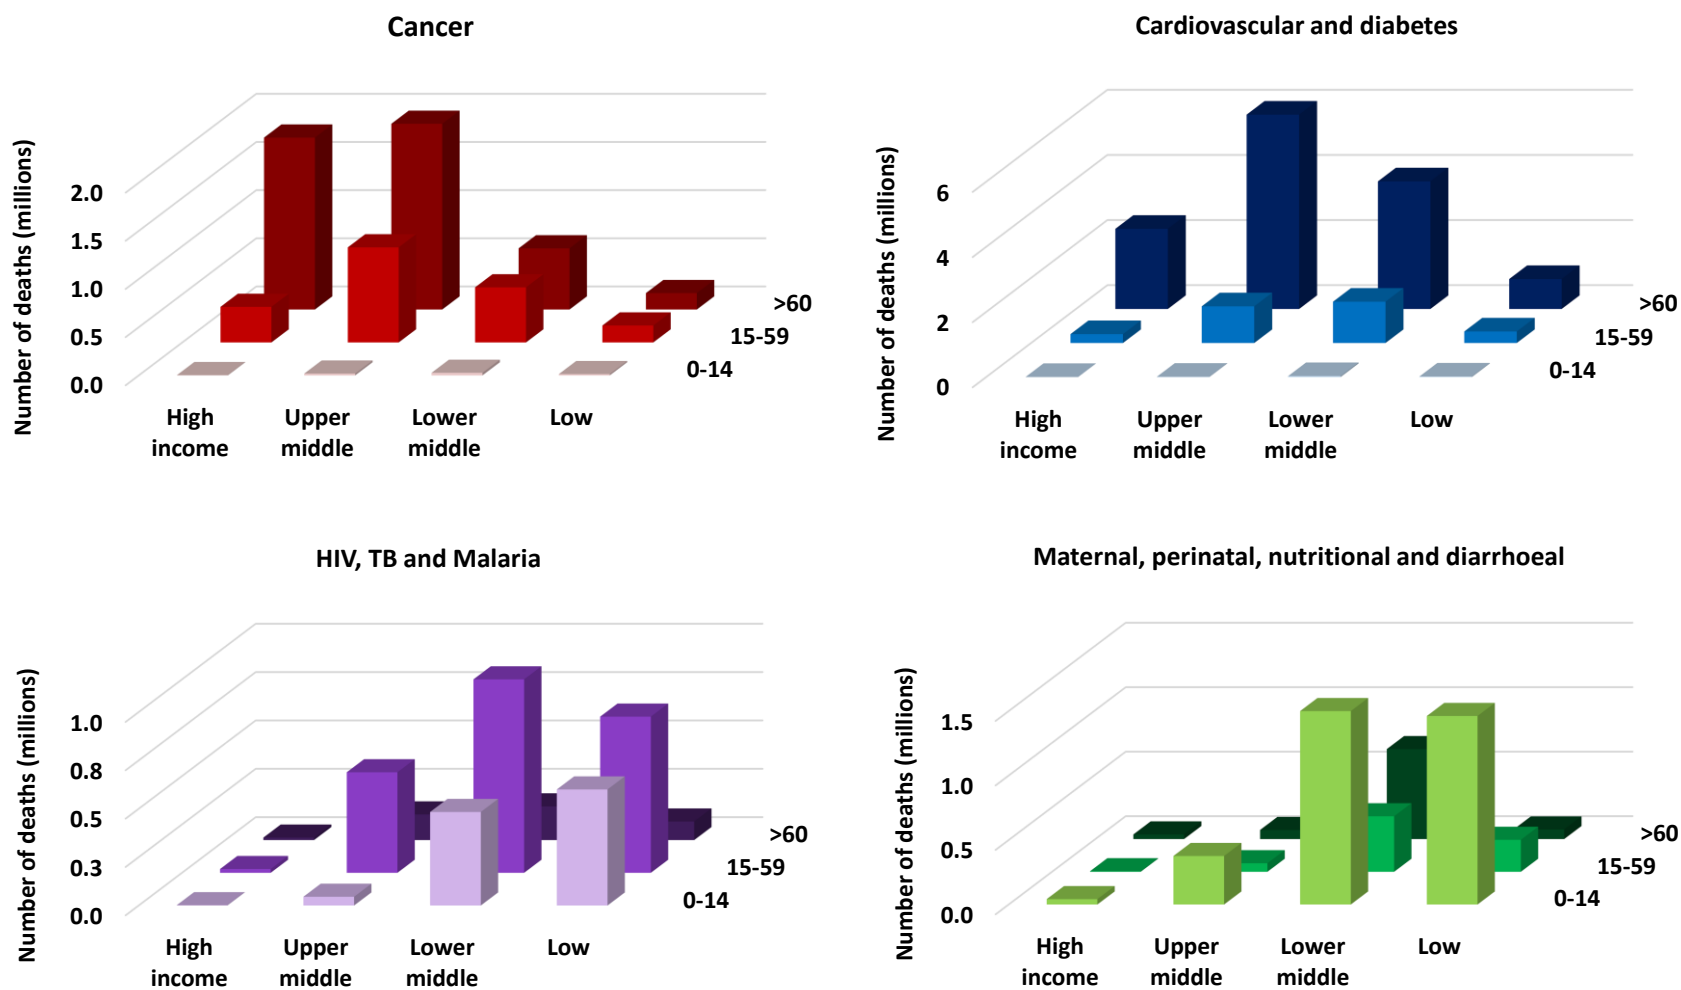 Cancer
Number of deaths (millions)
2.0
1.5
1.0
0.5
0.0
>60
15-59
0-14
High
income
Upper
middle
Lower
middle
Low
Cardiovascular and diabetes
Number of deaths (millions)
6
4
2
0
>60
15-59
0-14
High
income
Upper
middle
Lower
middle
Low
HIV, TB and Malaria
Number of deaths (millions)
1.0
0.8
0.5
0.3
0.0
>60
15-59
0-14
High
income
Upper
middle
Lower
middle
Low
Maternal, perinatal, nutritional and diarrhoeal
Number of deaths (millions)
1.5
1.0
0.5
0.0
>60
15-59
0-14
High
income
Upper
middle
Lower
middle
Low